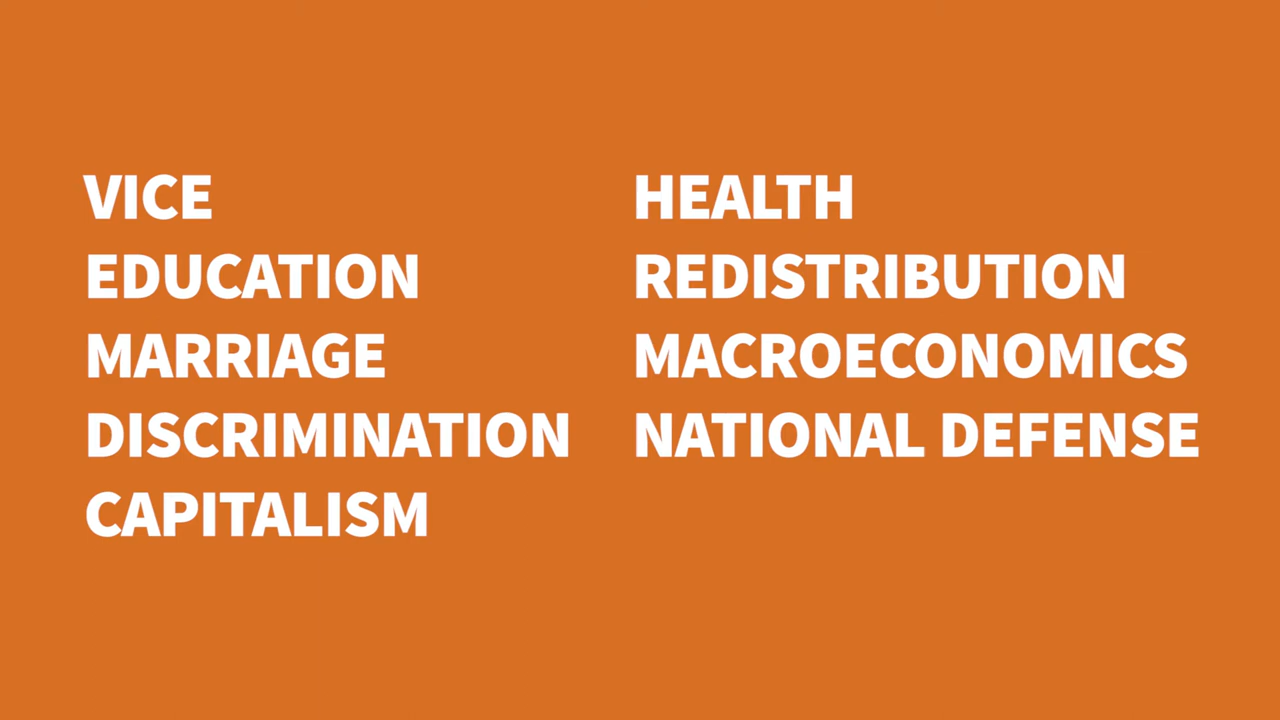 VICE
EDUCATION
MARRIAGE
DISCRIMINATION
CAPITALISM
HEALTH
REDISTRIBUTION
MACROECONOMICS
NATIONAL DEFENSE